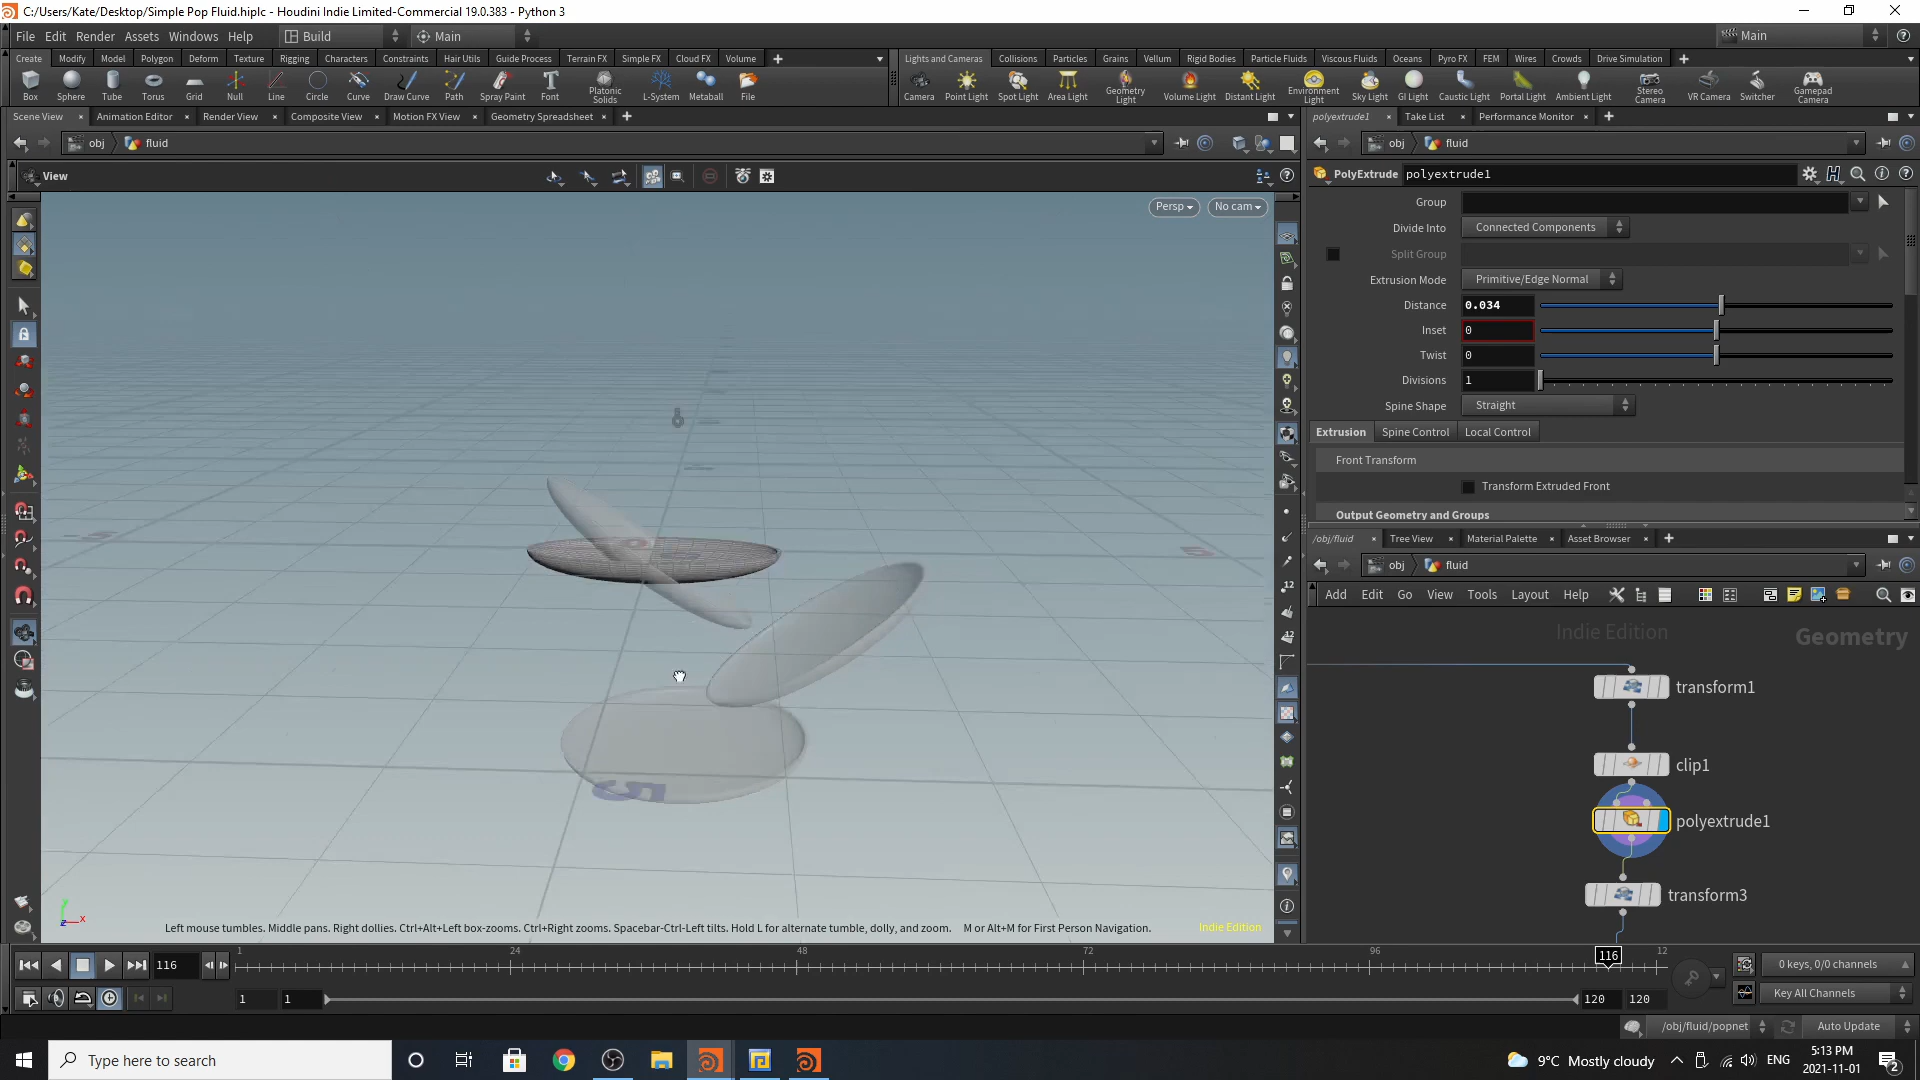 C:/Users/Kate/Desktop/Simple Pop Fluid.hiplc - Houdini Indie Limited-Commercial 19.0.383 - Python 3
File Edit Render Assets Windows Help Build Main Main
Create Modify Model Polygon Deform Texture Rigging Characters Constraints Hair Utils Guide Process Terrain FX Simple FX Cloud FX Volume
Lights and Cameras Collisions Particles Grains Vellum Rigid Bodies Particle Fluids Viscous Fluids Oceans Pyro FX FEM Wires Crowds Drive Simulation
Box Sphere Tube Torus Grid Null Line Circle Curve Draw Curve Path Spray Paint Font Platonic Solids L-System Metaball File
Camera Point Light Spot Light Area Light Geometry Light Volume Light Distant Light Environment Light Sky Light GI Light Caustic Light Portal Light Ambient Light Stereo Camera VR Camera Switcher Gamepad Camera
Scene View Animation Editor Render View Composite View Motion FX View Geometry Spreadsheet
obj fluid
View
Persp No cam
Left mouse tumbles. Middle pans. Right dollies. Ctrl+Alt+Left box-zooms. Ctrl+Right zooms. Spacebar-Ctrl-Left tilts. Hold L for alternate tumble, dolly, and zoom. M or Alt+M for First Person Navigation.
Indie Edition
polyextrude1 Take List Performance Monitor
obj fluid
PolyExtrude polyextrude1
Group
Divide Into Connected Components
Split Group
Extrusion Mode Primitive/Edge Normal
Distance 0.034
Inset 0
Twist 0
Divisions 1
Spine Shape Straight
Extrusion Spine Control Local Control
Front Transform
Transform Extruded Front
Output Geometry and Groups
/obj/fluid Tree View Material Palette Asset Browser
obj fluid
Add Edit Go View Tools Layout Help
Indie Edition Geometry
transform1
clip1
polyextrude1
transform3
116 1 24 48 72 96 116 12
0 keys, 0/0 channels
1 1 120 120 Key All Channels
/obj/fluid/popnet Auto Update
Type here to search
9°C Mostly cloudy ENG
5:13 PM
2021-11-01
2